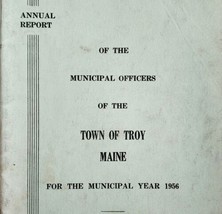 ANNUAL
REPORT
OF THE
MUNICIPAL OFFICERS
OF THE
TOWN OF TROY
MAINE
FOR THE MUNICIPAL YEAR 1956